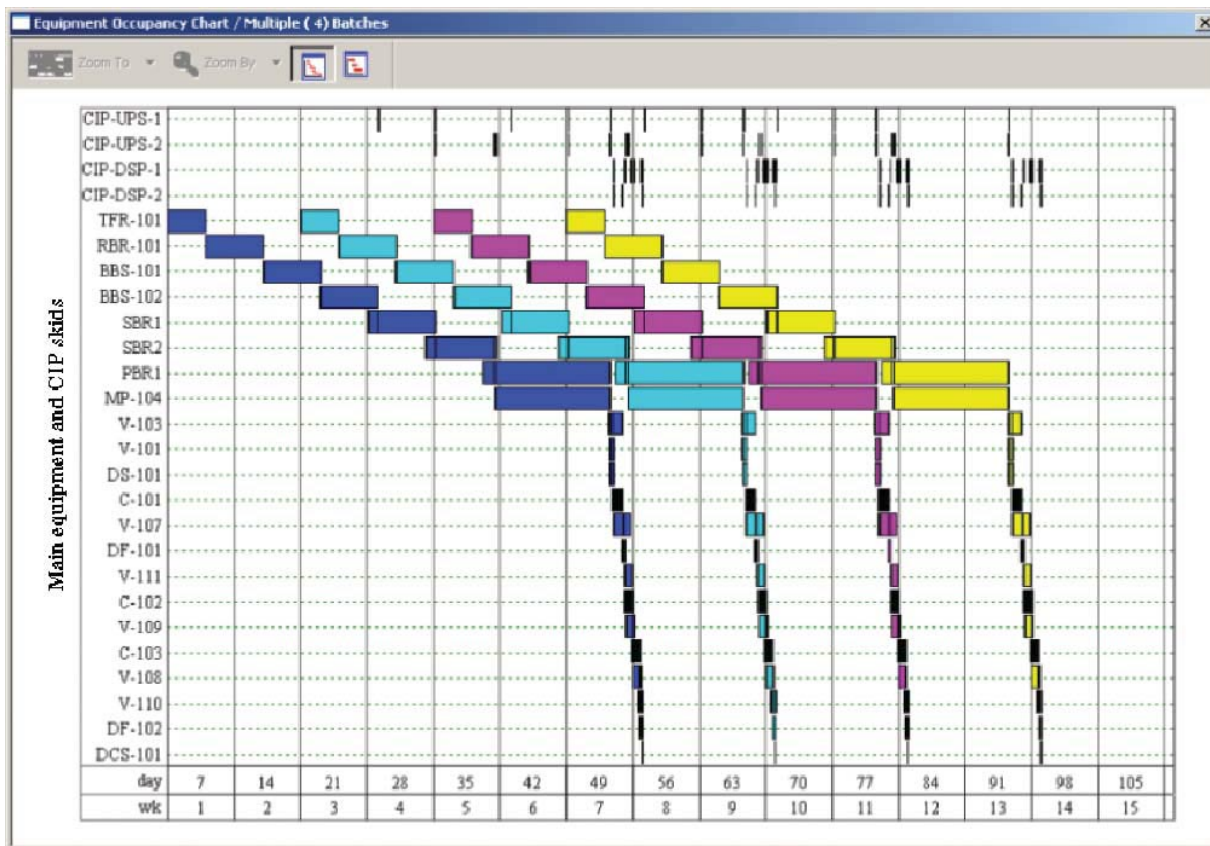 Equipment Occupancy Chart / Multiple ( 4) Batches
Zoom To Zoom By
Main equipment and CIP skids
CIP-UPS-1
CIP-UPS-2
CIP-DSP-1
CIP-DSP-2
TFR-101
RBR-101
BBS-101
BBS-102
SBR1
SBR2
PBR1
MP-104
V-103
V-101
DS-101
C-101
V-107
DF-101
V-111
C-102
V-109
C-103
V-108
V-110
DF-102
DCS-101
day 7 14 21 28 35 42 49 56 63 70 77 84 91 98 105
wk 1 2 3 4 5 6 7 8 9 10 11 12 13 14 15